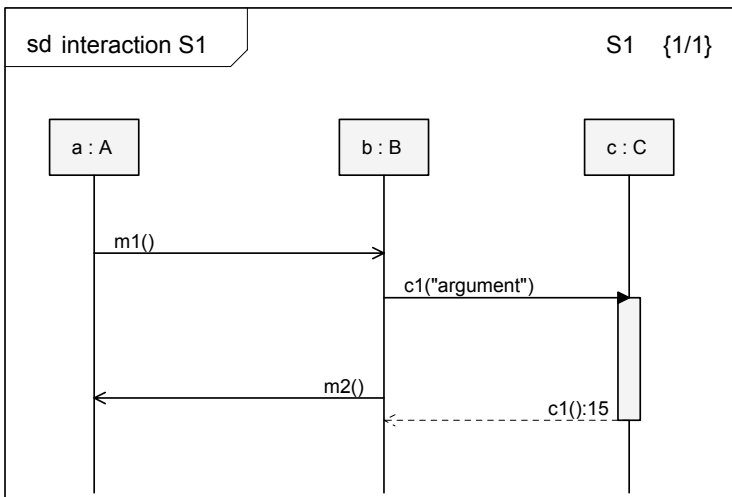 sd interaction S1
S1 {1/1}
a : A
b : B
c : C
m1()
c1("argument")
m2()
c1():15